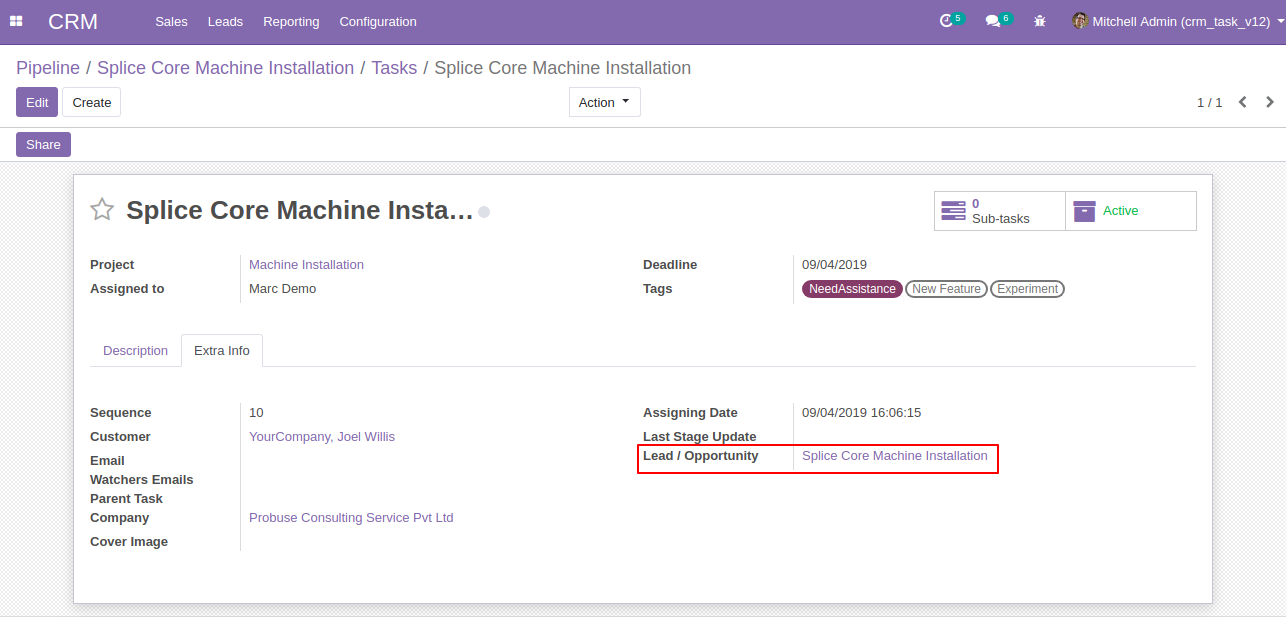 CRM Sales Leads Reporting Configuration 5 6 Mitchell Admin (crm_task_v12)
Pipeline / Splice Core Machine Installation / Tasks / Splice Core Machine Installation
Edit Create Action 1 / 1
Share
Splice Core Machine Insta...
0
Sub-tasks
Active
Project Machine Installation Deadline 09/04/2019
Assigned to Marc Demo Tags NeedAssistance New Feature Experiment
Description Extra Info
Sequence 10 Assigning Date 09/04/2019 16:06:15
Customer YourCompany, Joel Willis Last Stage Update
Lead / Opportunity Splice Core Machine Installation
Email
Watchers Emails
Parent Task
Company Probuse Consulting Service Pvt Ltd
Cover Image